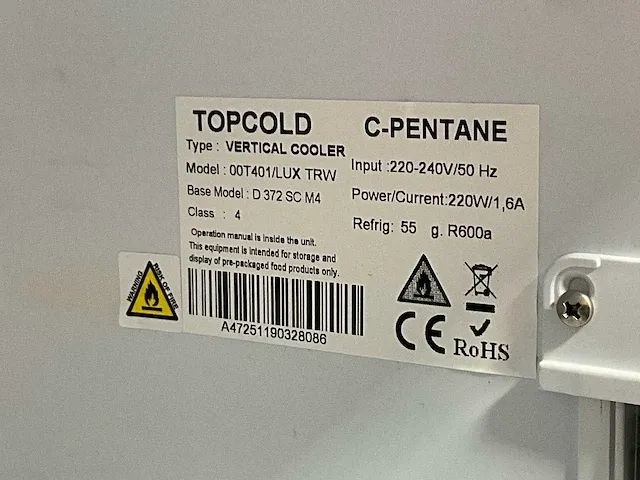 TOPCOLD
Type : VERTICAL COOLER
Model : 00T401/LUX TRW
Base Model : D 372 SC M4
Class : 4
C-PENTANE
Input :220-240V/50 Hz
Power/Current:220W/1,6A
Refrig: 55 g. R600a
Operation manual is inside the unit.
This equipment is intended for storage and
display of pre-packaged food products only.
A47251190328086
CE
RoHS
WARNING
RISK OF FIRE